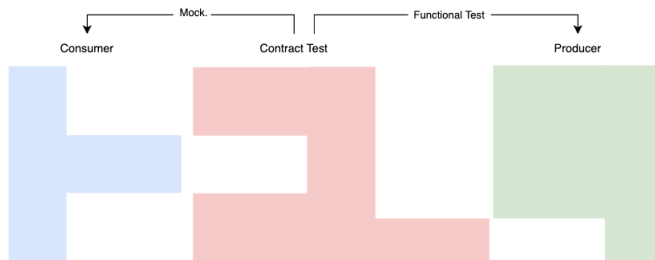 Mock.
Functional Test
Consumer
Contract Test
Producer